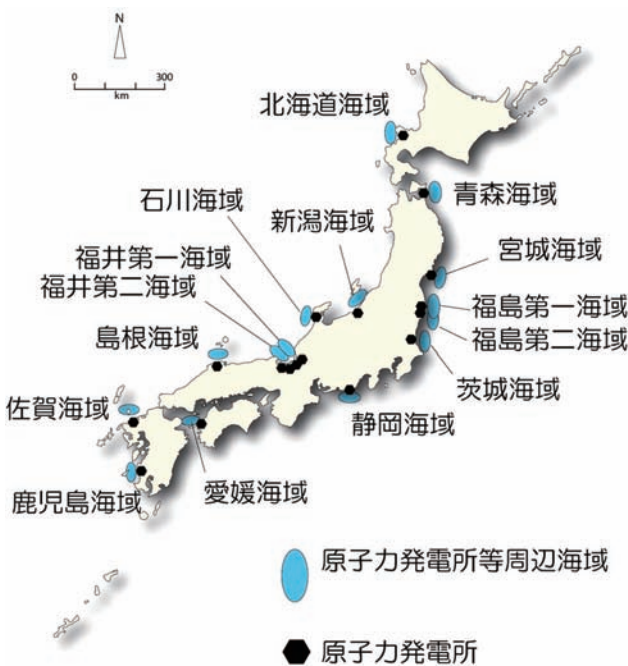 N
0 300
km
北海道海域
石川海域
青森海域
新潟海域
宮城海域
福井第一海域
福井第二海域
福島第一海域
島根海域
福島第二海域
茨城海域
佐賀海域
静岡海域
鹿児島海域
愛媛海域
原子力発電所等周辺海域
原子力発電所